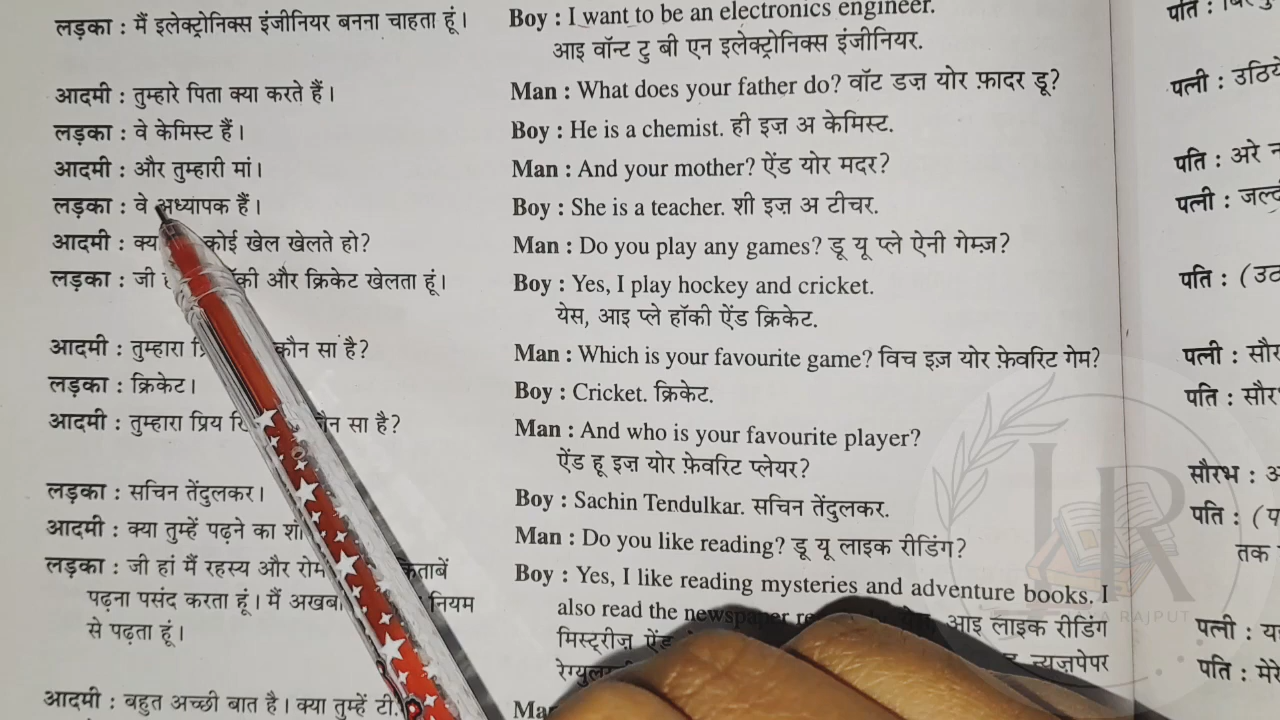 लड़का : मैं इलेक्ट्रोनिक्स इंजीनियर बनना चाहता हूं।
Boy : I want to be an electronics engineer.
आइ वॉन्ट टु बी एन इलेक्ट्रोनिक्स इंजीनियर.
आदमी : तुम्हारे पिता क्या करते हैं।
Man : What does your father do? वॉट डज़ योर फ़ादर डू?
लड़का : वे केमिस्ट हैं।
Boy : He is a chemist. ही इज़ अ केमिस्ट.
आदमी : और तुम्हारी मां।
Man : And your mother? ऐंड योर मदर?
लड़का : वे अध्यापक हैं।
Boy : She is a teacher. शी इज़ अ टीचर.
आदमी : कोई खेल खेलते हो?
Man : Do you play any games? डू यू प्ले ऐनी गेम्ज़?
लड़का : जी और क्रिकेट खेलता हूं।
Boy : Yes, I play hockey and cricket.
येस, आइ प्ले हॉकी ऐंड क्रिकेट.
आदमी : तुम्हारा कौन सा है?
Man : Which is your favourite game? विच इज़ योर फ़ेवरिट गेम?
लड़का : क्रिकेट।
Boy : Cricket. क्रिकेट.
आदमी : तुम्हारा प्रिय सा है?
Man : And who is your favourite player?
ऐंड हू इज़ योर फ़ेवरिट प्लेयर?
लड़का : सचिन तेंदुलकर।
Boy : Sachin Tendulkar. सचिन तेंदुलकर.
आदमी : क्या तुम्हें पढ़ने का
Man : Do you like reading? डू यू लाइक रीडिंग?
लड़का : जी हां मैं रहस्य और
पढ़ना पसंद करता हूं। मैं नियम
से पढ़ता हूं।
Boy : Yes, I like reading mysteries and adventure books. I
also read the newspaper आइ लाइक रीडिंग
मिस्ट्रीज़ ऐंड न्यूज़पेपर
आदमी : बहुत अच्छी बात है। क्या तुम्हें
पति :
पत्नी :
पति : अरे
पत्नी :
पति :
पत्नी :
पति :
सौरभ :
पति :
तक
पत्नी :
पति : मेरे
LR
RAJPUT